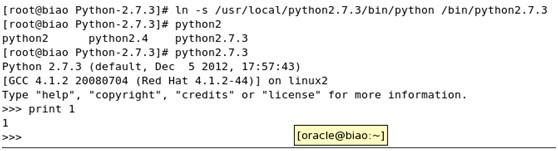 [root@biao Python-2.7.3]# ln -s /usr/local/python2.7.3/bin/python /bin/python2.7.3
[root@biao Python-2.7.3]# python2
python2      python2.4    python2.7.3
[root@biao Python-2.7.3]# python2.7.3
Python 2.7.3 (default, Dec  5 2012, 17:57:43)
[GCC 4.1.2 20080704 (Red Hat 4.1.2-44)] on linux2
Type "help", "copyright", "credits" or "license" for more information.
>>> print 1
1
>>>
[oracle@biao:~]